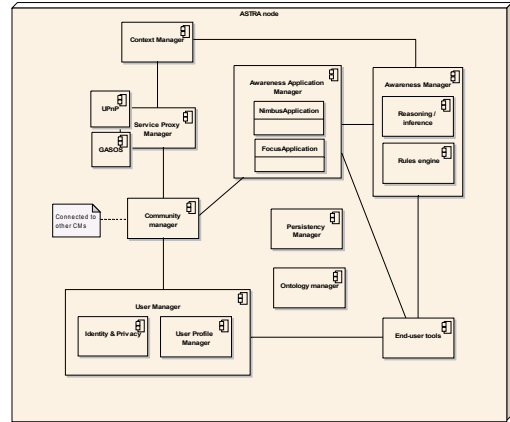 ASTRA node
Context Manager
Awareness Application
Manager
NimbusApplication
FocusApplication
Awareness Manager
Reasoning /
inference
Rules engine
UPnP
Service Proxy
Manager
GASOS
Connected to
other CMs
Community
manager
Persistency
Manager
Ontology manager
User Manager
Identity & Privacy
User Profile
Manager
End-user tools